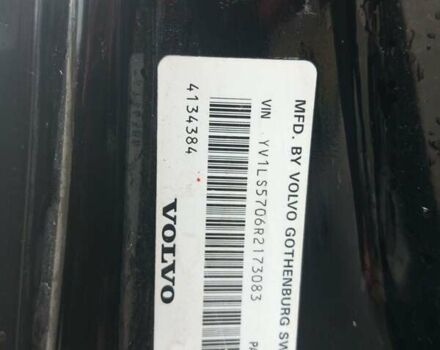 MFD. BY VOLVO GOTHENBURG SW
VIN YV1LS5706R2173083
4134384 VOLVO